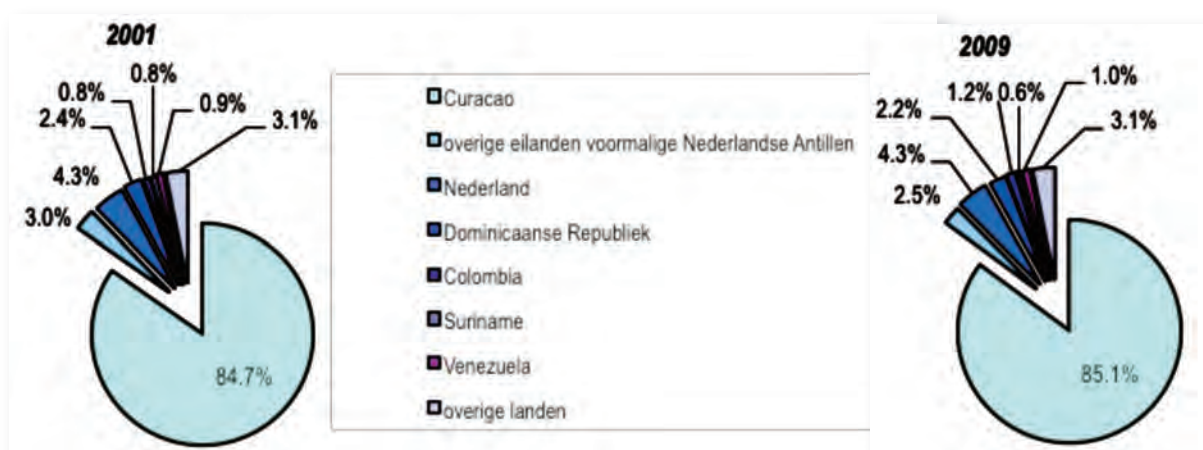 2001
0.8%
0.8%
0.9%
2.4%
3.1%
4.3%
3.0%
84.7%
Curacao
overige eilanden voormalige Nederlandse Antillen
Nederland
Dominicaanse Republiek
Colombia
Suriname
Venezuela
overige landen
2009
1.0%
1.2% 0.6%
2.2%
3.1%
4.3%
2.5%
85.1%